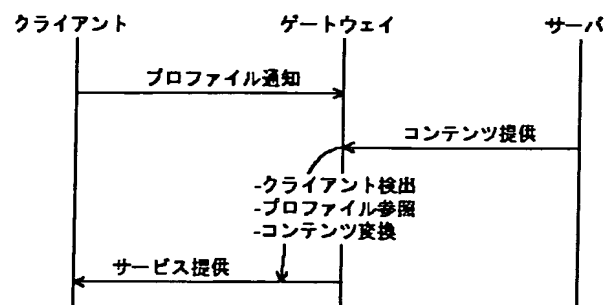 クライアント
ゲートウェイ
サーバ
プロファイル通知
コンテンツ提供
-クライアント検出
-プロファイル参照
-コンテンツ変換
サービス提供